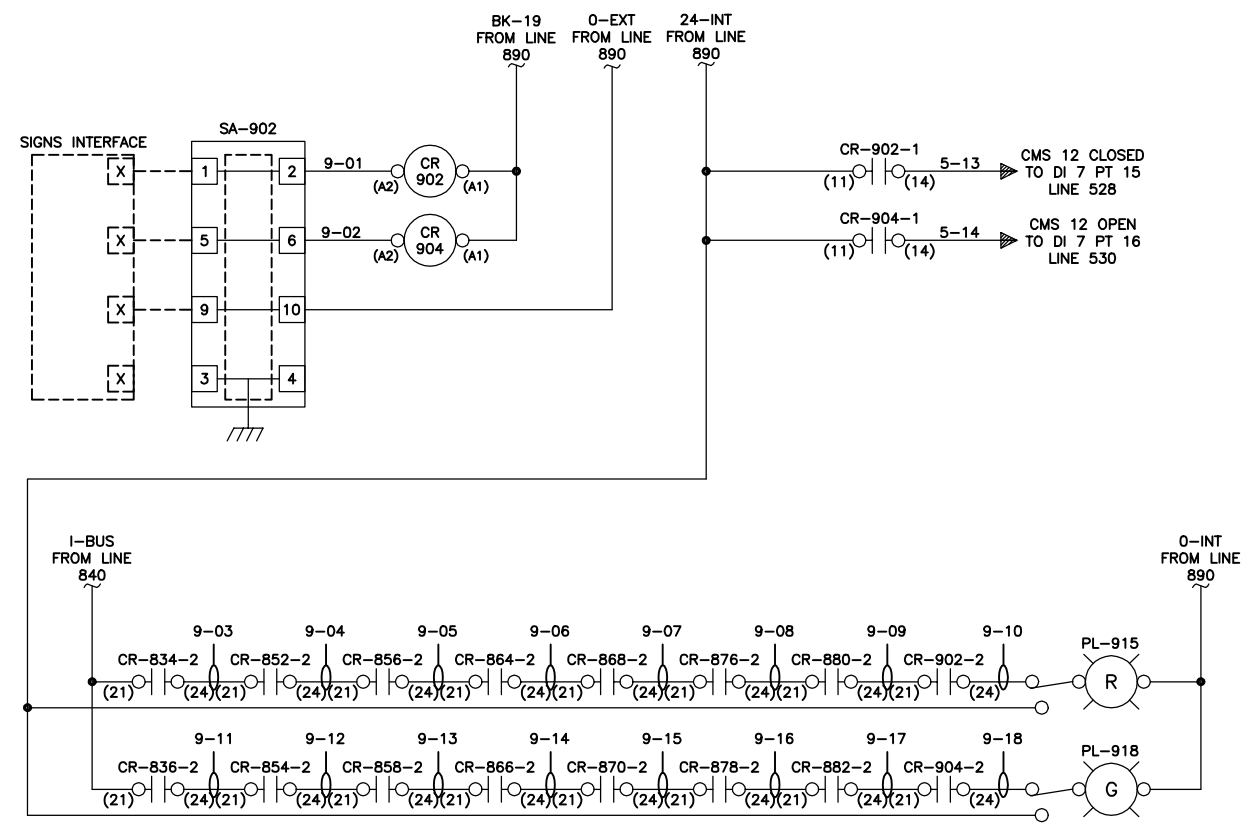 BK-19
FROM LINE
890
0-EXT
FROM LINE
890
24-INT
FROM LINE
890
SIGNS INTERFACE
SA-902
X
1
2
9-01
(A2)
CR
902
(A1)
X
5
6
9-02
(A2)
CR
904
(A1)
X
9
10
X
3
4
CR-902-1
(11)
(14)
5-13
CMS 12 CLOSED
TO DI 7 PT 15
LINE 528
CR-904-1
(11)
(14)
5-14
CMS 12 OPEN
TO DI 7 PT 16
LINE 530
I-BUS
FROM LINE
840
0-INT
FROM LINE
890
9-03 9-04 9-05 9-06 9-07 9-08 9-09 9-10
PL-915
CR-834-2 CR-852-2 CR-856-2 CR-864-2 CR-868-2 CR-876-2 CR-880-2 CR-902-2
R
(21) (24)(21) (24)(21) (24)(21) (24)(21) (24)(21) (24)(21) (24)(21) (24)
9-11 9-12 9-13 9-14 9-15 9-16 9-17 9-18
PL-918
CR-836-2 CR-854-2 CR-858-2 CR-866-2 CR-870-2 CR-878-2 CR-882-2 CR-904-2
G
(21) (24)(21) (24)(21) (24)(21) (24)(21) (24)(21) (24)(21) (24)(21) (24)